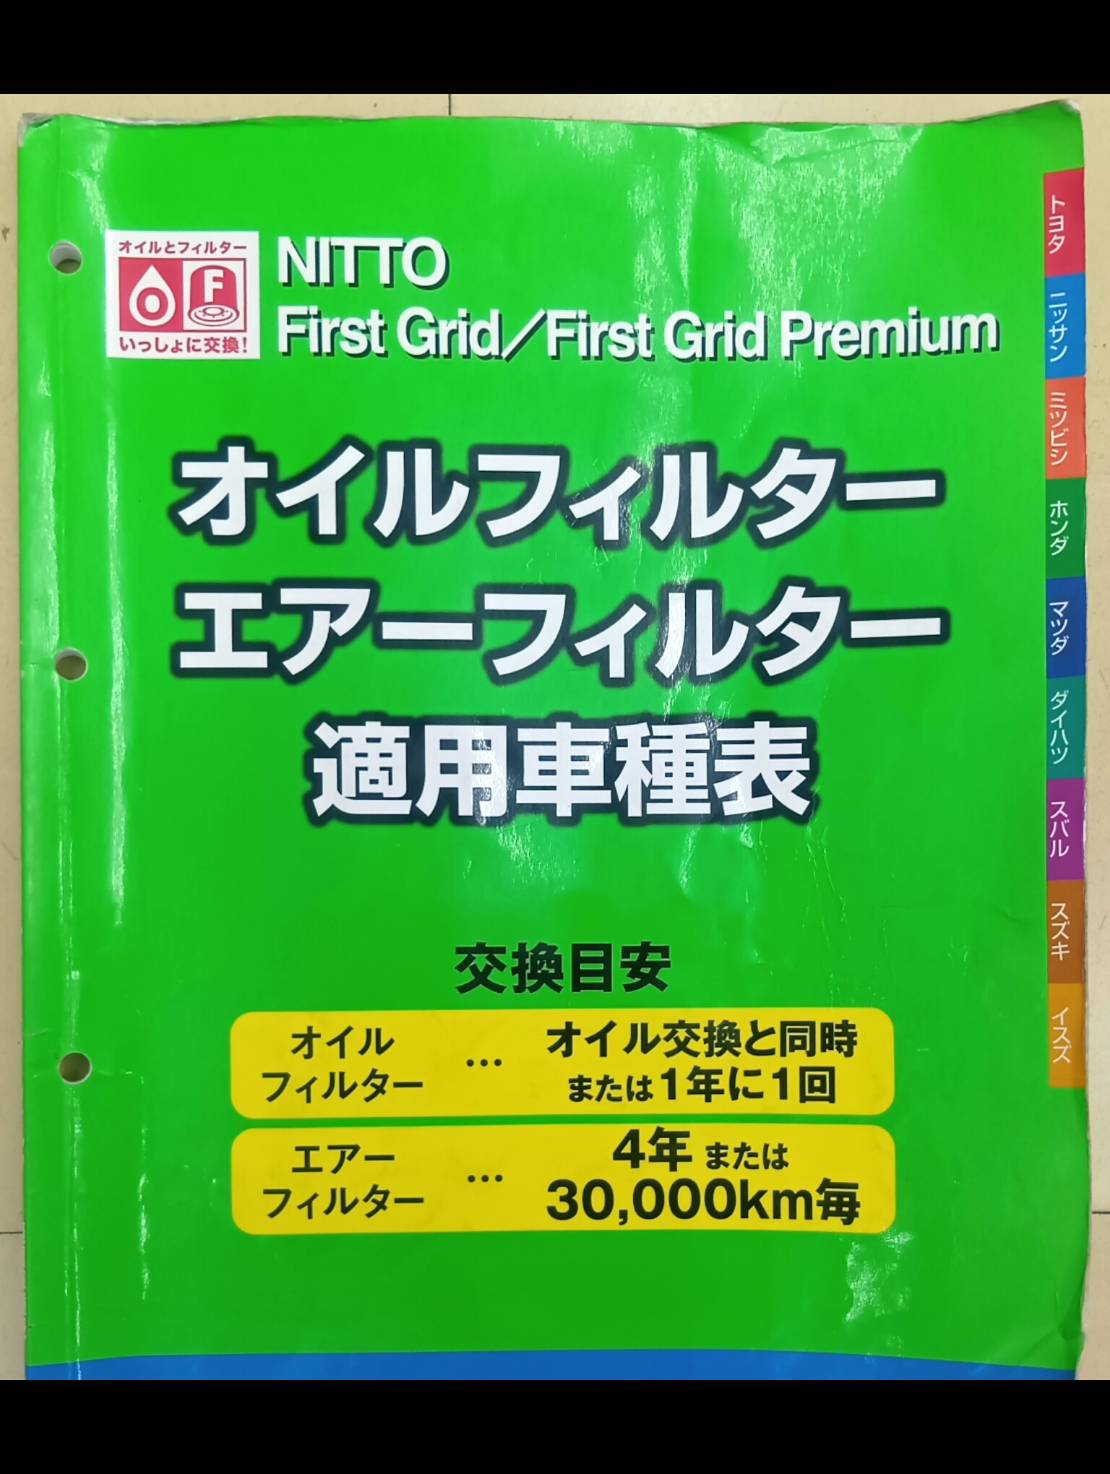 オイルとフィルター
F
いっしょに交換!
NITTO
First Grid/First Grid Premium
オイルフィルター
エアーフィルター
適用車種表
交換目安
オイル
フィルター
…
オイル交換と同時
または1年に1回
エアー
フィルター
…
4年または
30,000km毎
トヨタ
ニッサン
ミツビシ
ホンダ
マツダ
ダイハツ
スバル
スズキ
イスズ